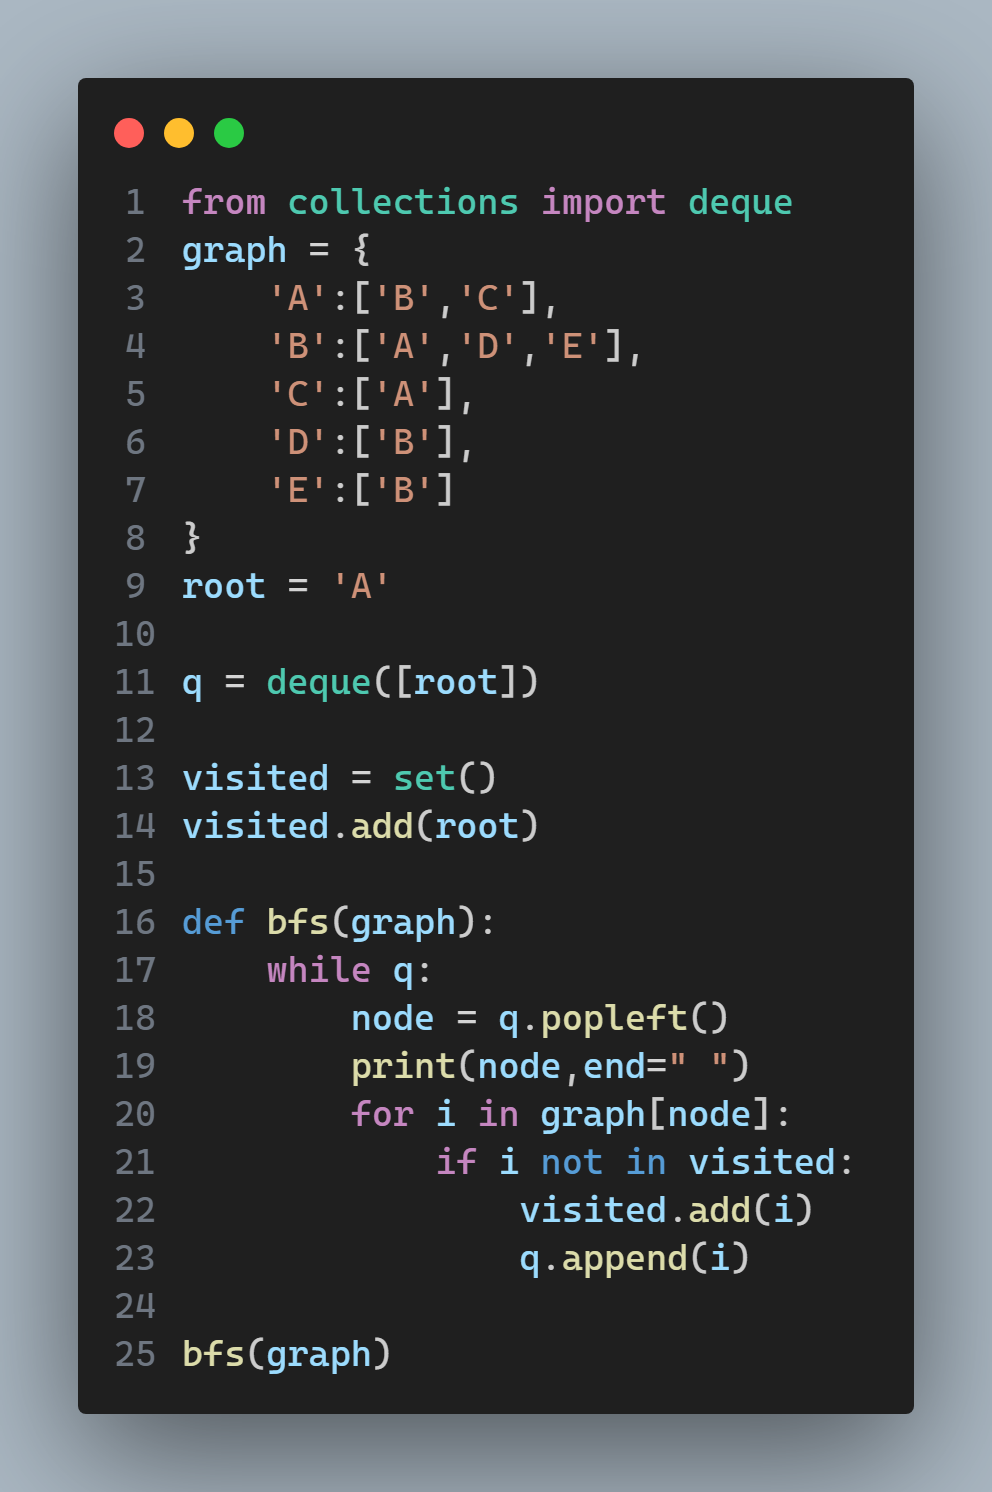 1 from collections import deque
2 graph = {
3     'A':['B','C'],
4     'B':['A','D','E'],
5     'C':['A'],
6     'D':['B'],
7     'E':['B']
8 }
9 root = 'A'
10
11 q = deque([root])
12
13 visited = set()
14 visited.add(root)
15
16 def bfs(graph):
17     while q:
18         node = q.popleft()
19         print(node,end=" ")
20         for i in graph[node]:
21             if i not in visited:
22                 visited.add(i)
23                 q.append(i)
24
25 bfs(graph)